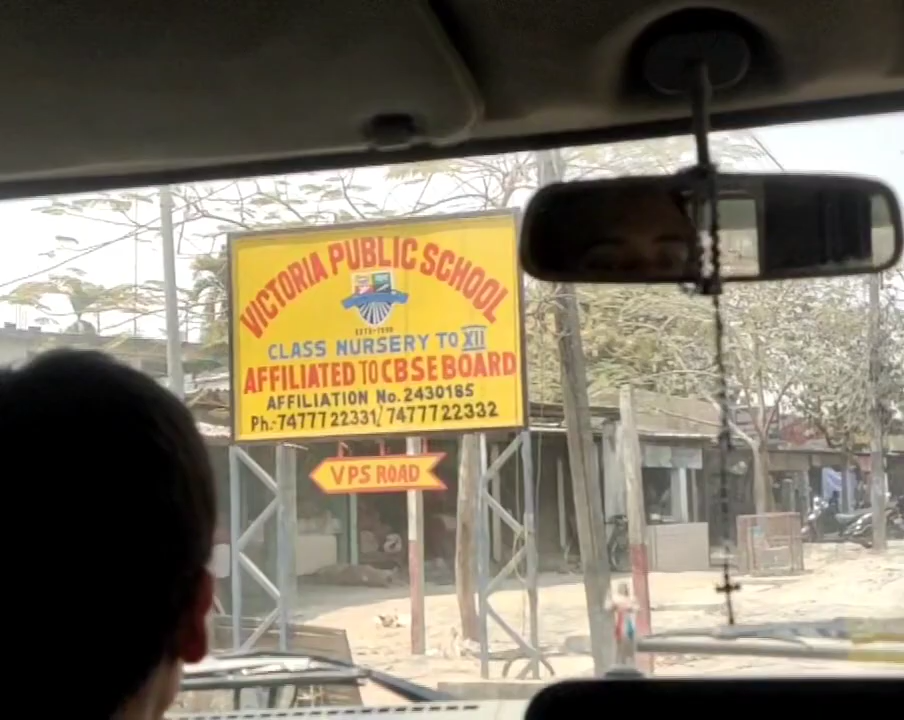 VICTORIA PUBLIC SCHOOL
CLASS NURSERY TO XII
AFFILIATED TO CBSE BOARD
AFFILIATION No. 2430185
Ph:-7477722331/7477722332
VPS ROAD